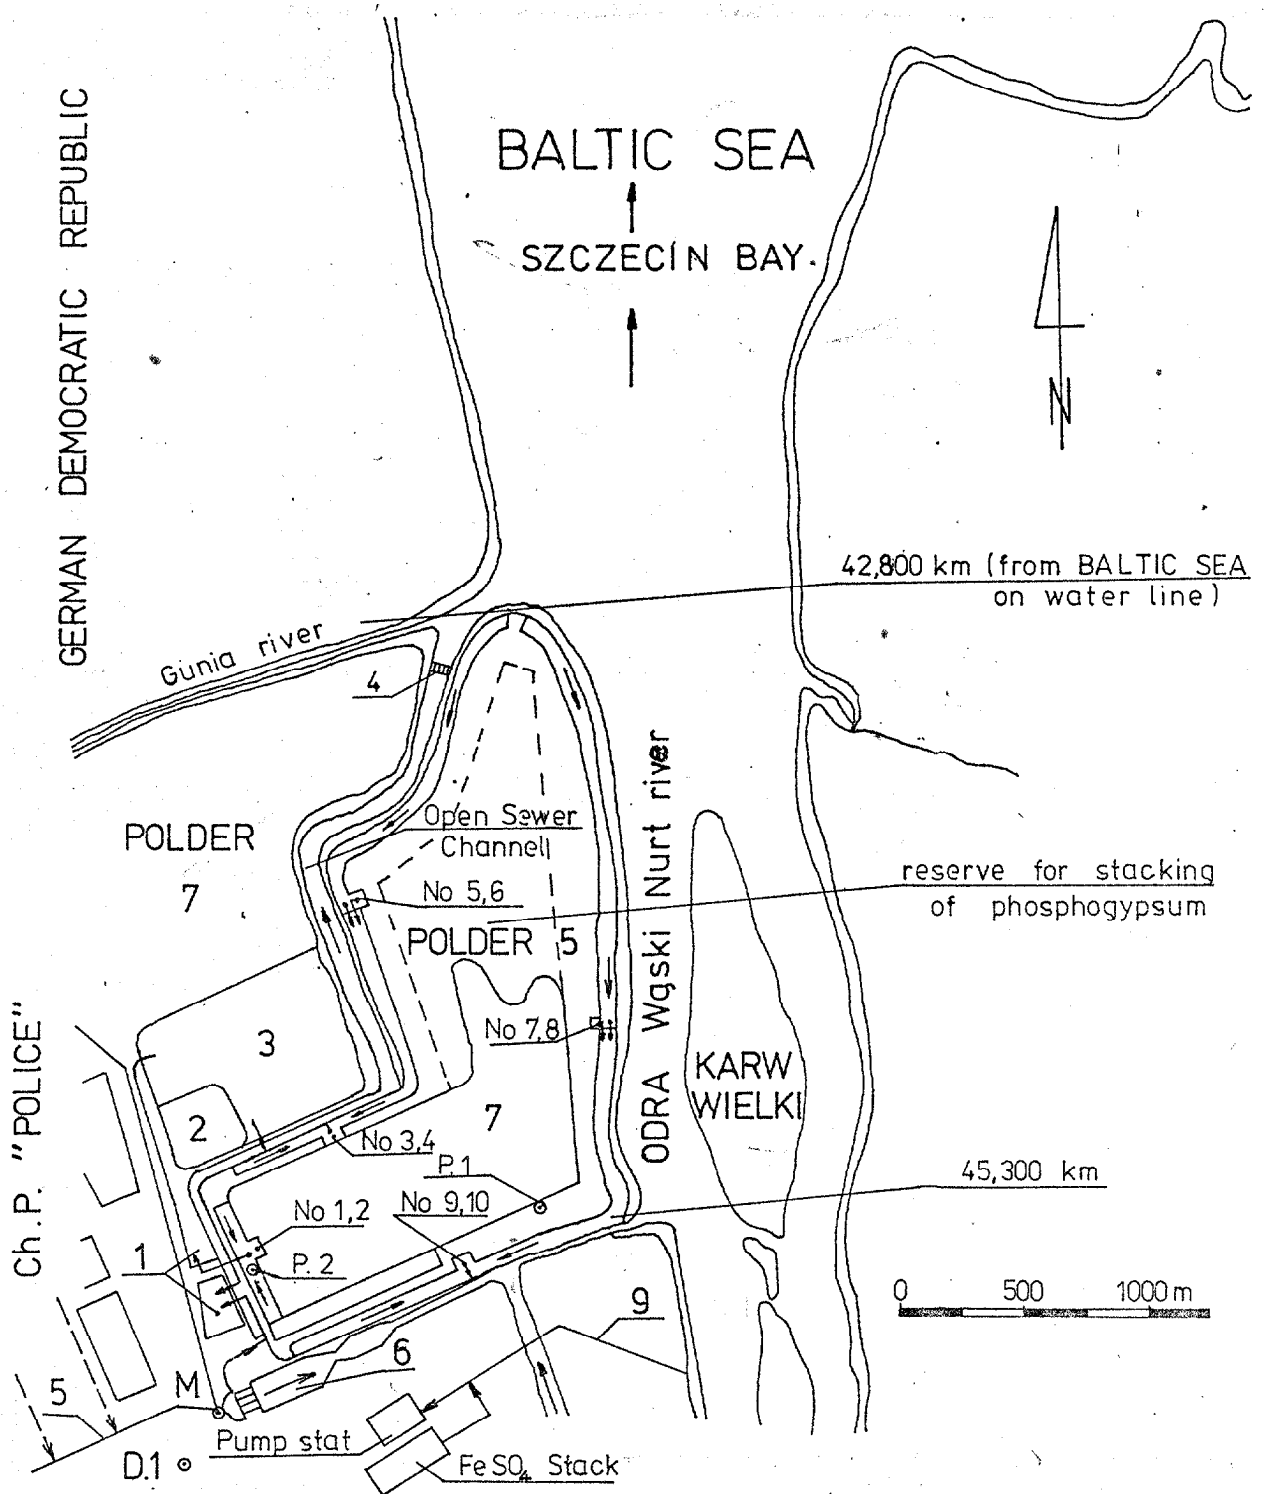 BALTIC SEA
SZCZECIN BAY.
GERMAN DEMOCRATIC REPUBLIC
N
42,800 km (from BALTIC SEA
on water line)
Gunia river
4
Open Sewer
Channell
POLDER
7
No 5,6
reserve for stacking
of phosphogypsum
POLDER 5
ODRA Wąski Nurt river
No 7,8
3
KARW
WIELKI
Ch.P. "POLICE"
2
7
No 3,4
P.1
45,300 km
No 9,10
No 1,2
1
P. 2
0 500 1000 m
9
6
5
M
Pump stat
D.1
FeSO₄ Stack